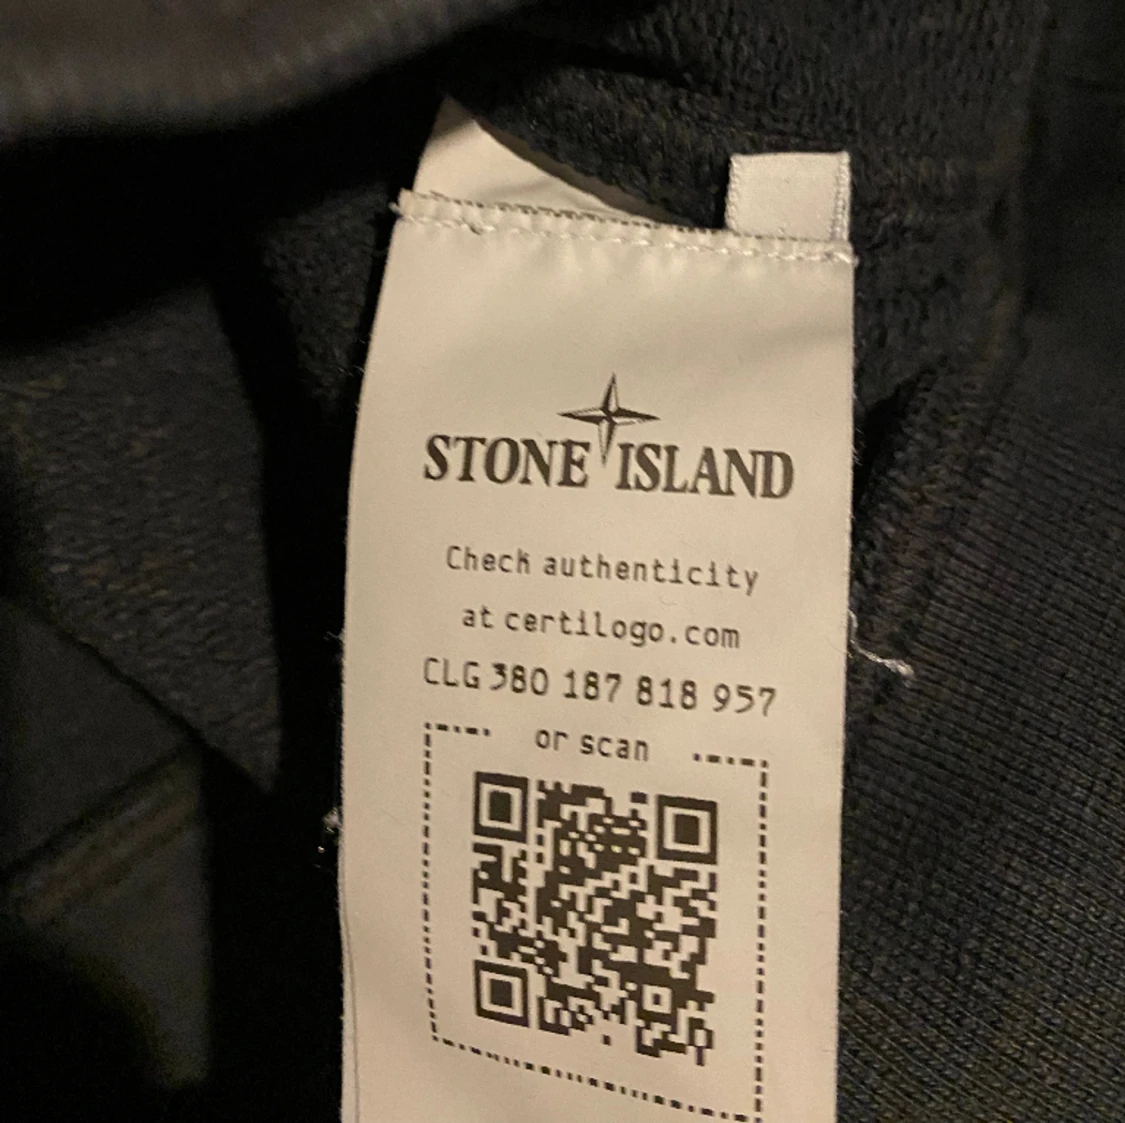 STONE ISLAND
Check authenticity
at certilogo.com
CLG 380 187 818 957
or scan